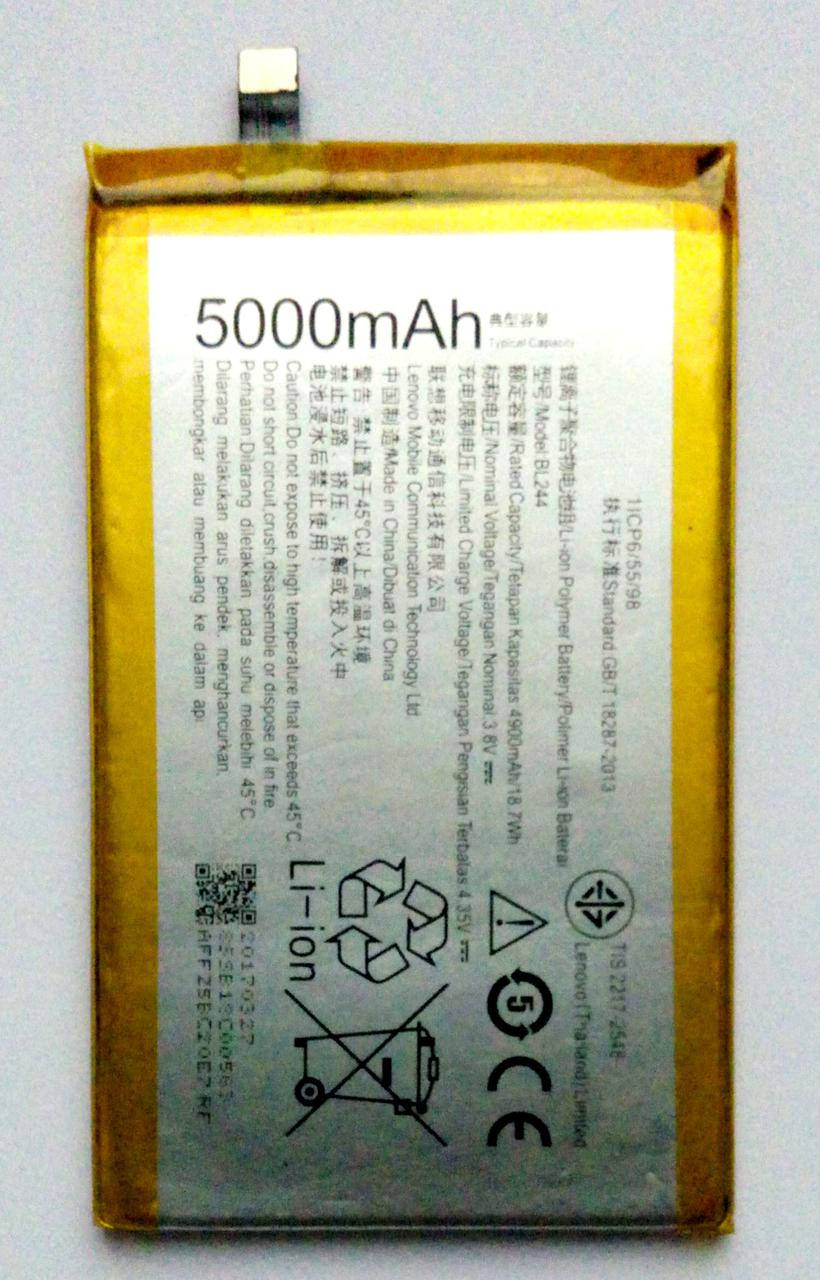 5000mAh 典型容量
Typical Capacity
1ICP6/55/98
执行标准Standard:GB/T 18287-2013
锂离子聚合物电池组/Li-ion Polymer Battery/Polimer Li-ion Baterai
型号/Model:BL244
额定容量/Rated Capacity/Tetapan Kapasitas 4900mAh/18.7Wh
标称电压/Nominal Voltage/Tegangan Nominal 3.8V
充电限制电压/Limited Charge Voltage/Tegangan Pengisian Terbatas 4.35V
联想移动通信科技有限公司
Lenovo Mobile Communication Technology Ltd
中国制造/Made in China/Dibuat di China
警告:禁止置于45°C以上高温环境
禁止短路、挤压、拆解或投入火中
电池浸水后禁止使用!
Caution:Do not expose to high temperature that exceeds 45°C
Do not short circuit,crush,disassemble or dispose of in fire
Perhatian:Dilarang diletakkan pada suhu melebihi 45°C
Dilarang melakukan arus pendek, menghancurkan,
membongkar atau membuang ke dalam api
TIS 2217-2548
Lenovo(Thailand)Limited
5
CE
Li-ion
20170327